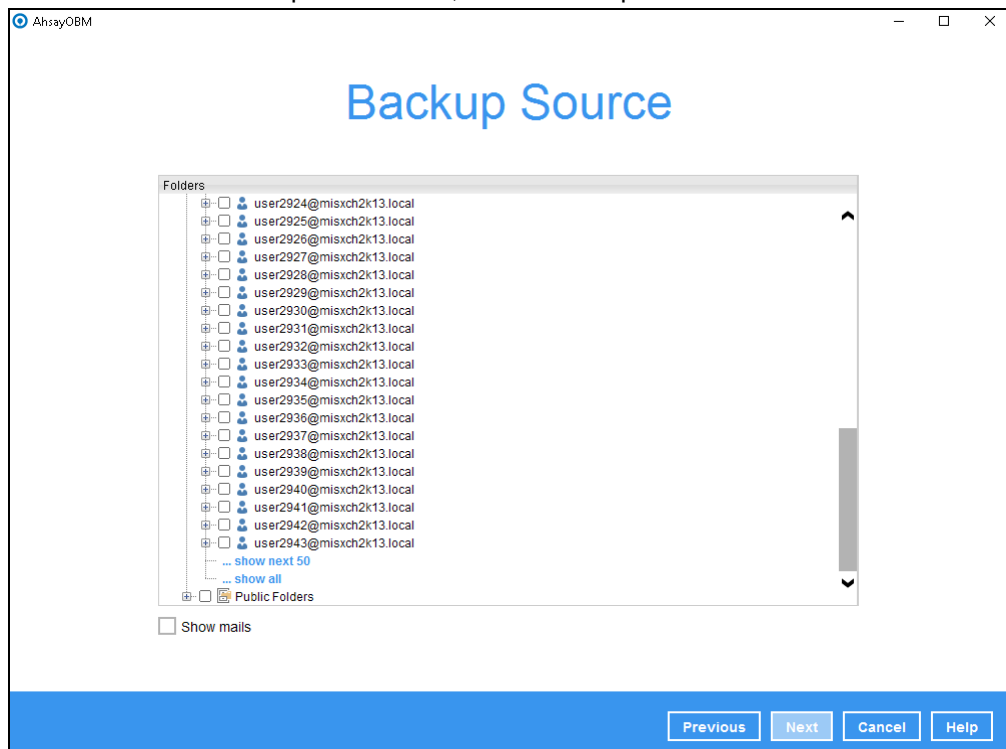 AhsayOBM
Backup Source
Folders
user2924@misxch2k13.local
user2925@misxch2k13.local
user2926@misxch2k13.local
user2927@misxch2k13.local
user2928@misxch2k13.local
user2929@misxch2k13.local
user2930@misxch2k13.local
user2931@misxch2k13.local
user2932@misxch2k13.local
user2933@misxch2k13.local
user2934@misxch2k13.local
user2935@misxch2k13.local
user2936@misxch2k13.local
user2937@misxch2k13.local
user2938@misxch2k13.local
user2939@misxch2k13.local
user2940@misxch2k13.local
user2941@misxch2k13.local
user2942@misxch2k13.local
user2943@misxch2k13.local
... show next 50
... show all
Public Folders
Show mails
Previous Next Cancel Help